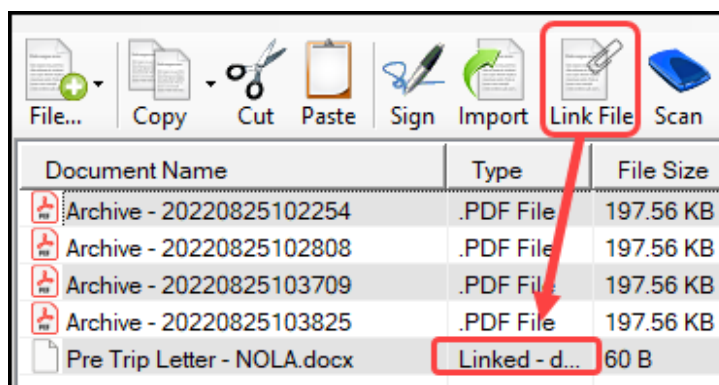 File... Copy Cut Paste Sign Import Link File Scan
Document Name Type File Size
Archive - 20220825102254 .PDF File 197.56 KB
Archive - 20220825102808 .PDF File 197.56 KB
Archive - 20220825103709 .PDF File 197.56 KB
Archive - 20220825103825 .PDF File 197.56 KB
Pre Trip Letter - NOLA.docx Linked - d... 60 B